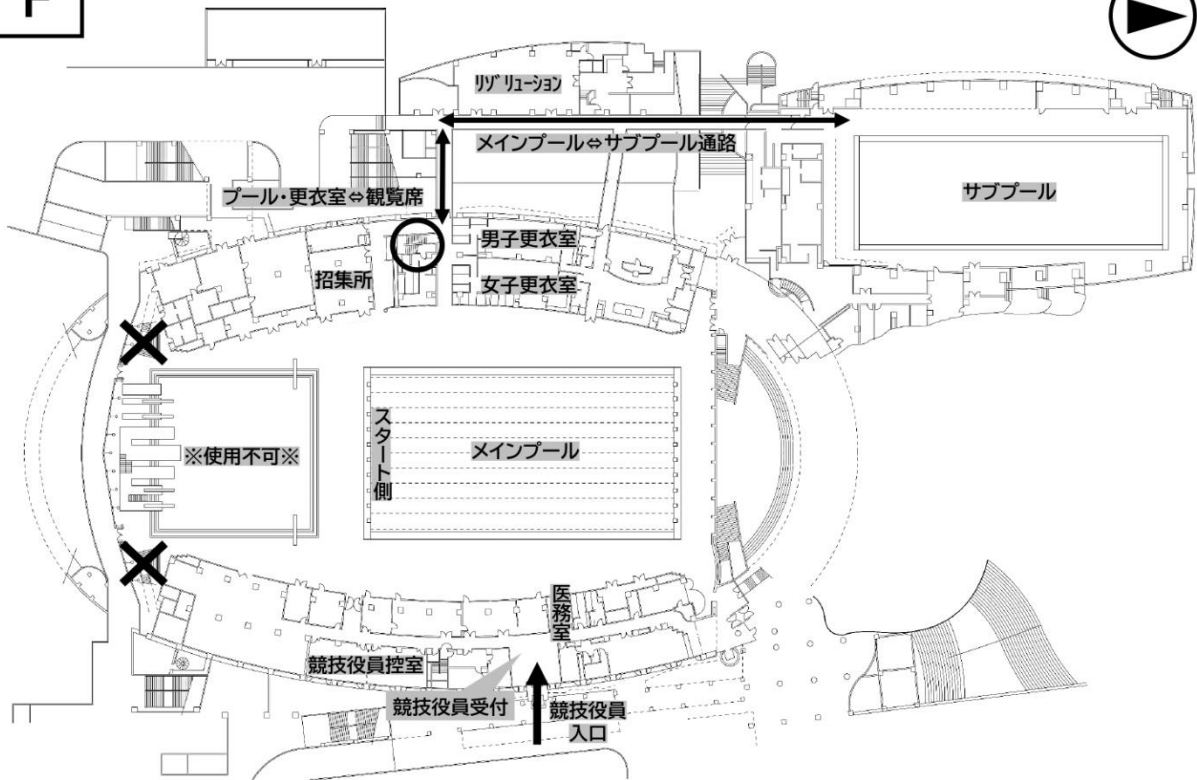 リゾリューション
メインプール⇔サブプール通路
プール・更衣室⇔観覧席
サブプール
男子更衣室
招集所
女子更衣室
※使用不可※
スタート側
メインプール
医務室
競技役員控室
競技役員受付
競技役員
入口